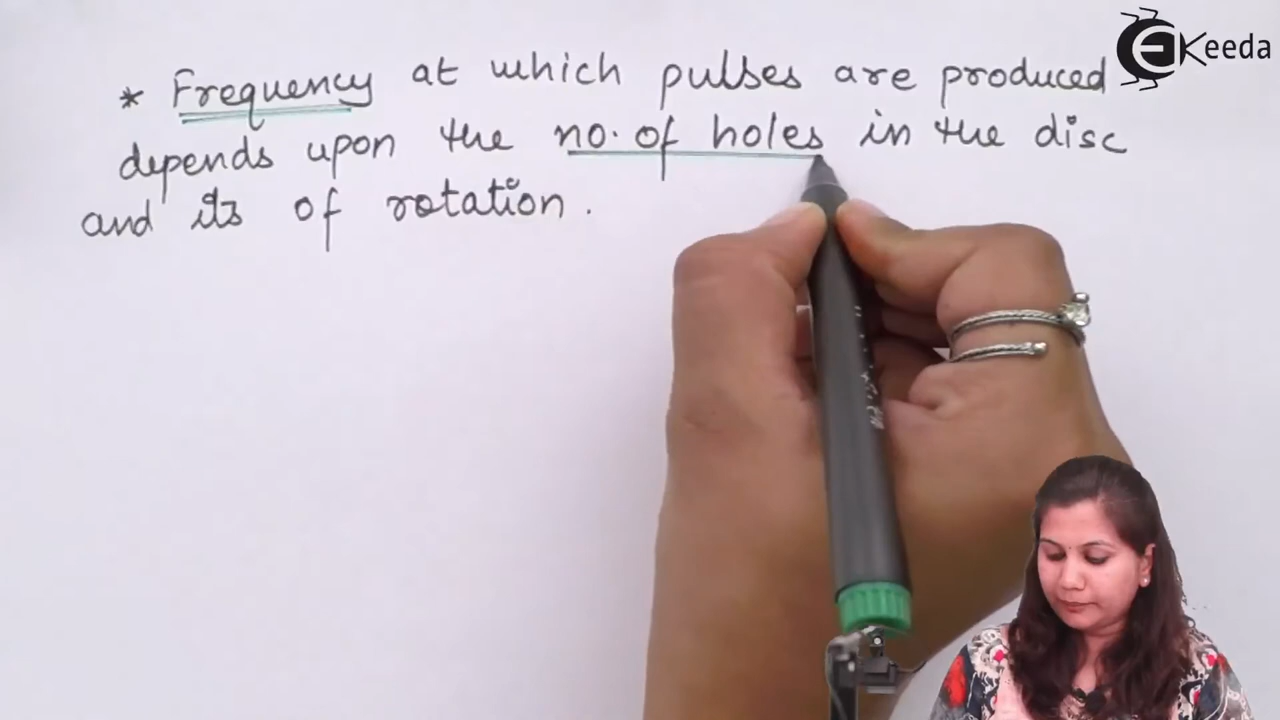 * Frequency at which pulses are produced
depends upon the no. of holes in the disc
and its of rotation.
EKeeda